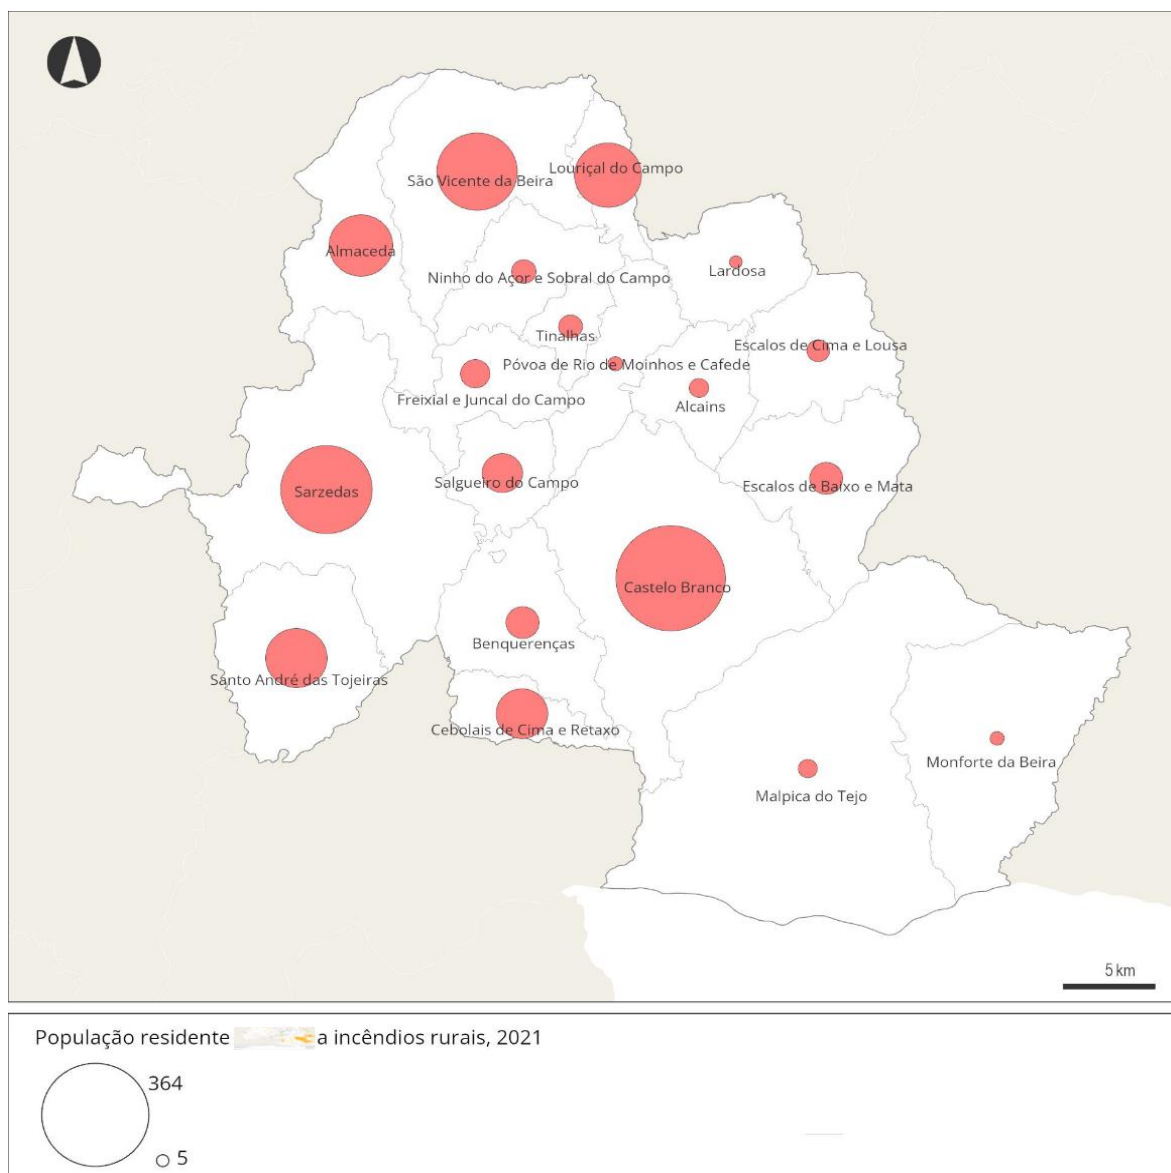 Louriçal do Campo
São Vicente da Beira
Almaceda
Lardosa
Ninho do Açor e Sobral do Campo
Tinalhas
Escalos de Cima e Lousa
Póvoa de Rio de Moinhos e Cafede
Freixial e Juncal do Campo
Alcains
Salgueiro do Campo
Escalos de Baixo e Mata
Sarzedas
Castelo Branco
Benquerenças
Santo André das Tojeiras
Cebolais de Cima e Retaxo
Monforte da Beira
Malpica do Tejo
5 km
População residente a incêndios rurais, 2021
364
5